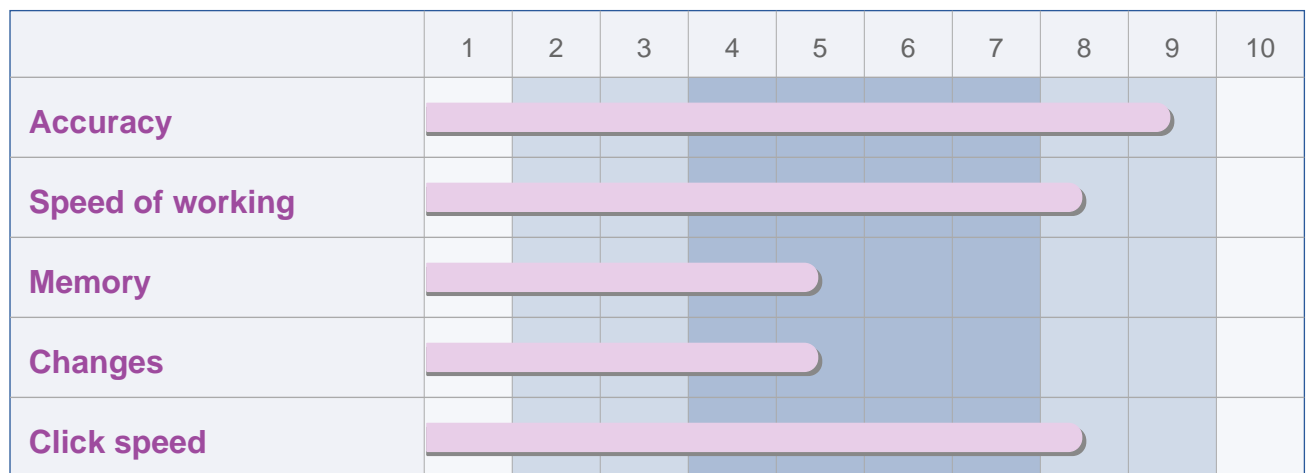 1 2 3 4 5 6 7 8 9 10
Accuracy
Speed of working
Memory
Changes
Click speed